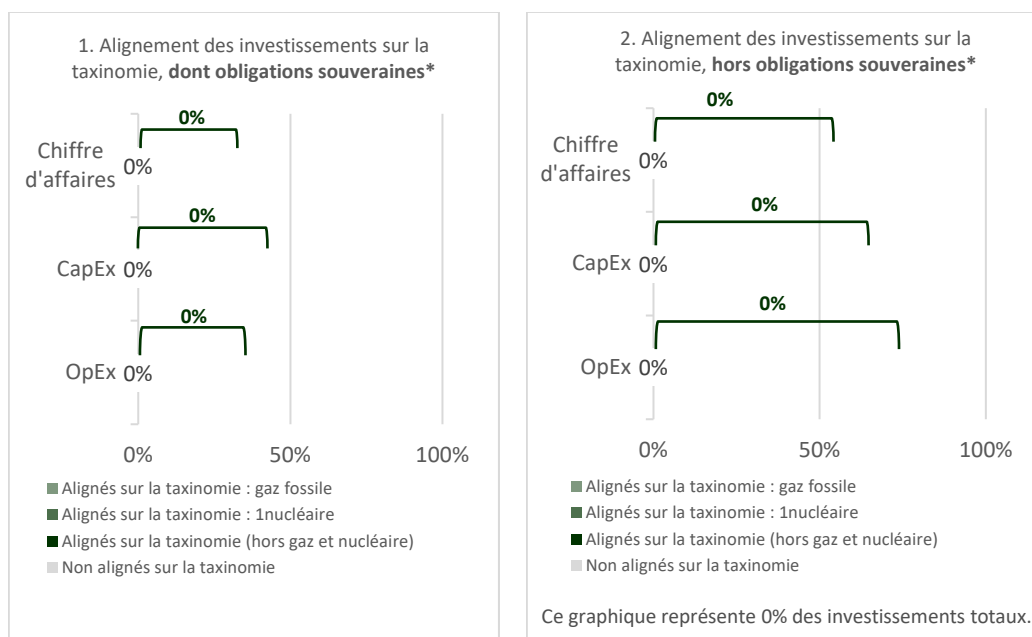 1. Alignement des investissements sur la
taxinomie, dont obligations souveraines*
0%
Chiffre
d'affaires
0%
0%
CapEx
0%
0%
OpEx
0%
0%
50%
100%
Alignés sur la taxinomie : gaz fossile
Alignés sur la taxinomie : 1nucléaire
Alignés sur la taxinomie (hors gaz et nucléaire)
Non alignés sur la taxinomie
2. Alignement des investissements sur la
taxinomie, hors obligations souveraines*
0%
Chiffre
d'affaires
0%
0%
CapEx
0%
0%
OpEx
0%
0%
50%
100%
Alignés sur la taxinomie : gaz fossile
Alignés sur la taxinomie : 1nucléaire
Alignés sur la taxinomie (hors gaz et nucléaire)
Non alignés sur la taxinomie
Ce graphique représente 0% des investissements totaux.